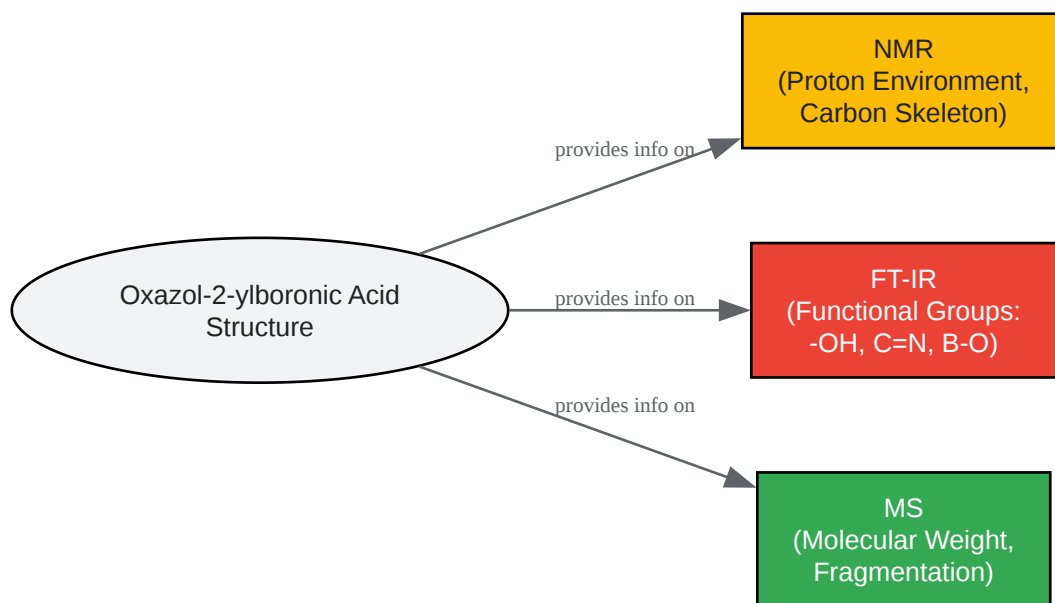 NMR
(Proton Environment,
Carbon Skeleton)
provides info on
Oxazol-2-ylboronic Acid
Structure
provides info on
FT-IR
(Functional Groups:
-OH, C=N, B-O)
provides info on
MS
(Molecular Weight,
Fragmentation)